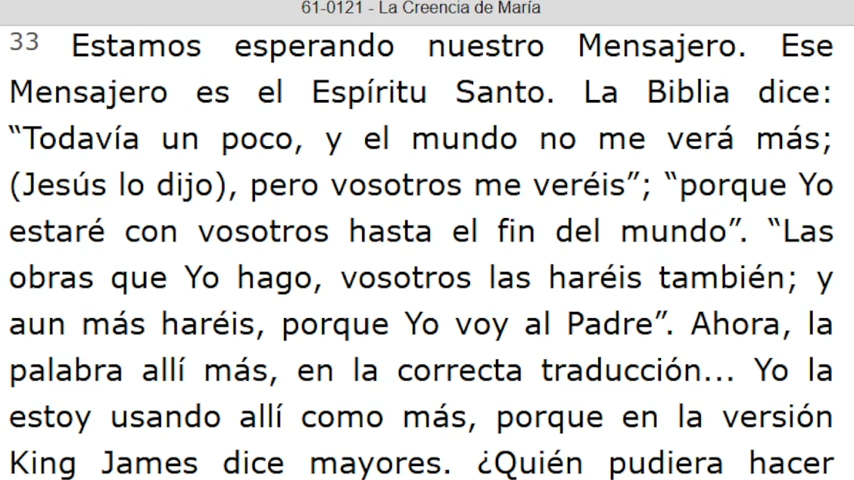 61-0121 - La Creencia de María
33 Estamos esperando nuestro Mensajero. Ese
Mensajero es el Espíritu Santo. La Biblia dice:
“Todavía un poco, y el mundo no me verá más;
(Jesús lo dijo), pero vosotros me veréis”; “porque Yo
estaré con vosotros hasta el fin del mundo”. “Las
obras que Yo hago, vosotros las haréis también; y
aun más haréis, porque Yo voy al Padre”. Ahora, la
palabra allí más, en la correcta traducción... Yo la
estoy usando allí como más, porque en la versión
King James dice mayores. ¿Quién pudiera hacer